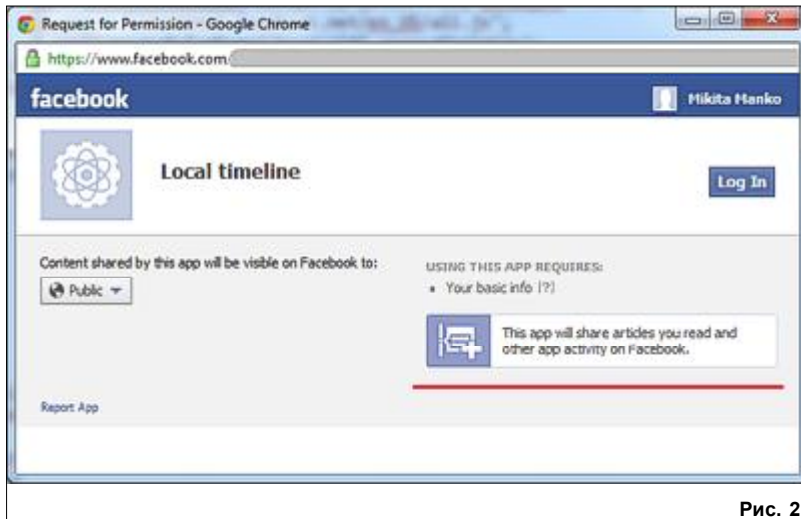 Request for Permission - Google Chrome
https://www.facebook.com
facebook
Mikita Manko
Local timeline
Log In
Content shared by this app will be visible on Facebook to:
Public
USING THIS APP REQUIRES:
Your basic info [?]
This app will share articles you read and
other app activity on Facebook.
Report App
Рис. 2